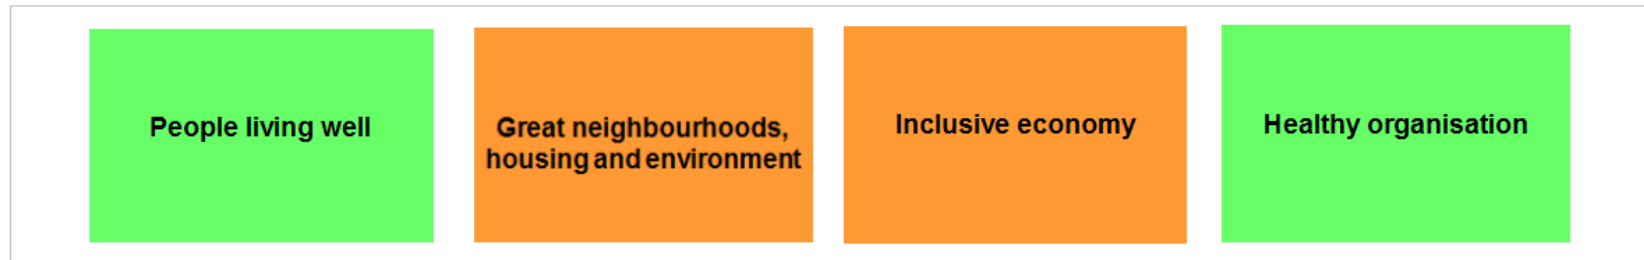 People living well
Great neighbourhoods,
housing and environment
Inclusive economy
Healthy organisation